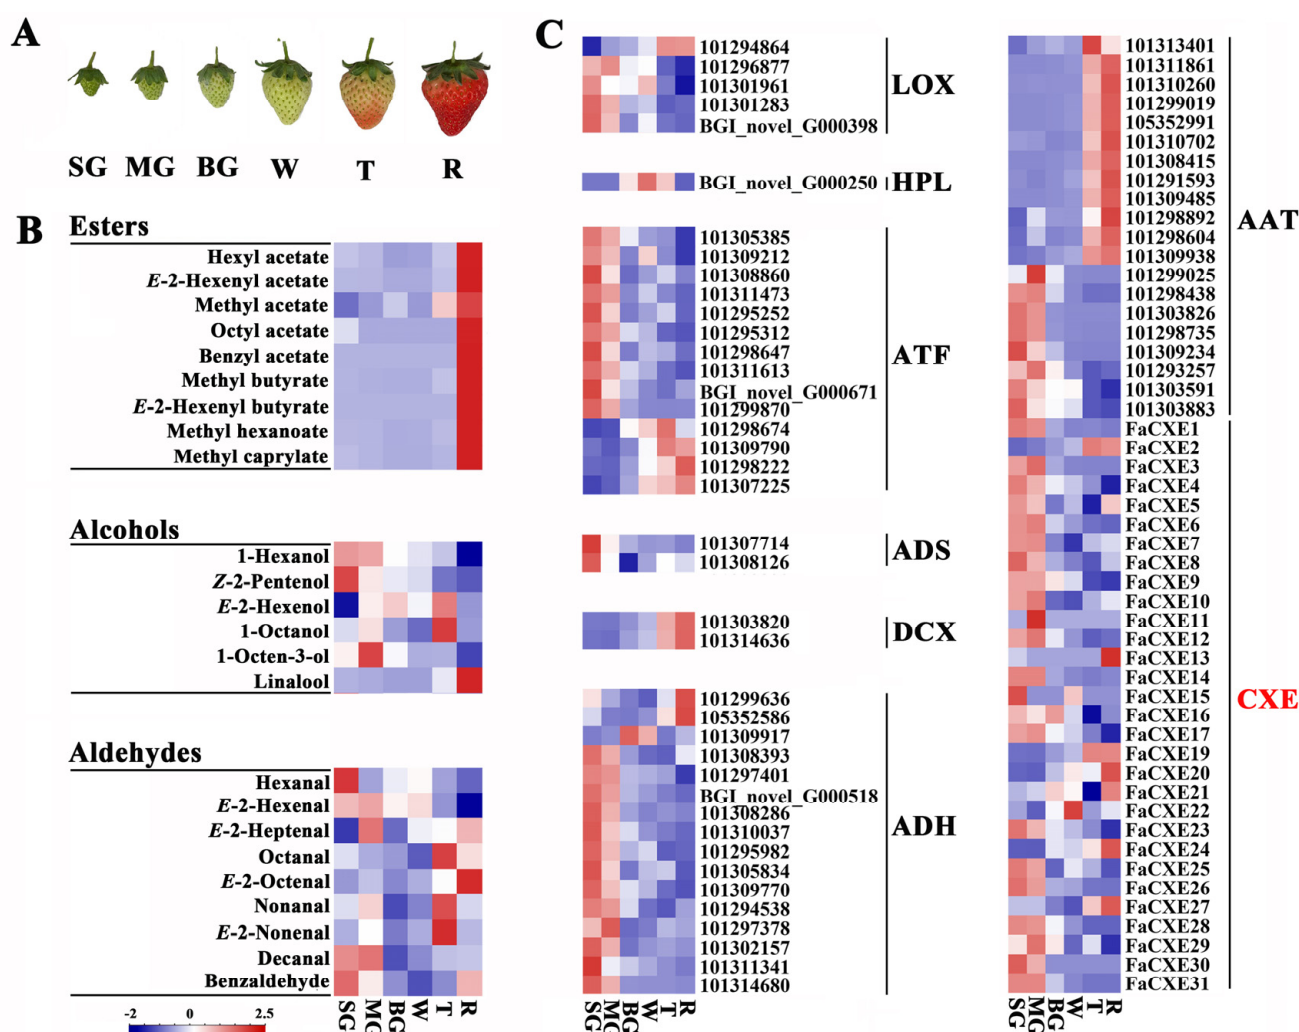 A
SG MG BG W T R
B
Esters
Hexyl acetate
E-2-Hexenyl acetate
Methyl acetate
Octyl acetate
Benzyl acetate
Methyl butyrate
E-2-Hexenyl butyrate
Methyl hexanoate
Methyl caprylate
Alcohols
1-Hexanol
Z-2-Pentenol
E-2-Hexenol
1-Octanol
1-Octen-3-ol
Linalool
Aldehydes
Hexanal
E-2-Hexenal
E-2-Heptenal
Octanal
E-2-Octenal
Nonanal
E-2-Nonenal
Decanal
Benzaldehyde
SG MG BG W T R
-2 0 2.5
C
101294864
101296877
101301961
101301283
BGI_novel_G000398
LOX
BGI_novel_G000250
HPL
101305385
101309212
101308860
101311473
101295252
101295312
101298647
101311613
BGI_novel_G000671
101299870
101298674
101309790
101298222
101307225
ATF
101307714
101308126
ADS
101303820
101314636
DCX
101299636
105352586
101309917
101308393
101297401
BGI_novel_G000518
101308286
101310037
101295982
101305834
101309770
101294538
101297378
101302157
101311341
101314680
ADH
SG MG BG W T R
101313401
101311861
101310260
101299019
105352991
101310702
101308415
101291593
101309485
101298892
101298604
101309938
101299025
101298438
101303826
101298735
101309234
101293257
101303591
101303883
AAT
FaCXE1
FaCXE2
FaCXE3
FaCXE4
FaCXE5
FaCXE6
FaCXE7
FaCXE8
FaCXE9
FaCXE10
FaCXE11
FaCXE12
FaCXE13
FaCXE14
FaCXE15
FaCXE16
FaCXE17
FaCXE19
FaCXE20
FaCXE21
FaCXE22
FaCXE23
FaCXE24
FaCXE25
FaCXE26
FaCXE27
FaCXE28
FaCXE29
FaCXE30
FaCXE31
CXE
SG MG BG W T R